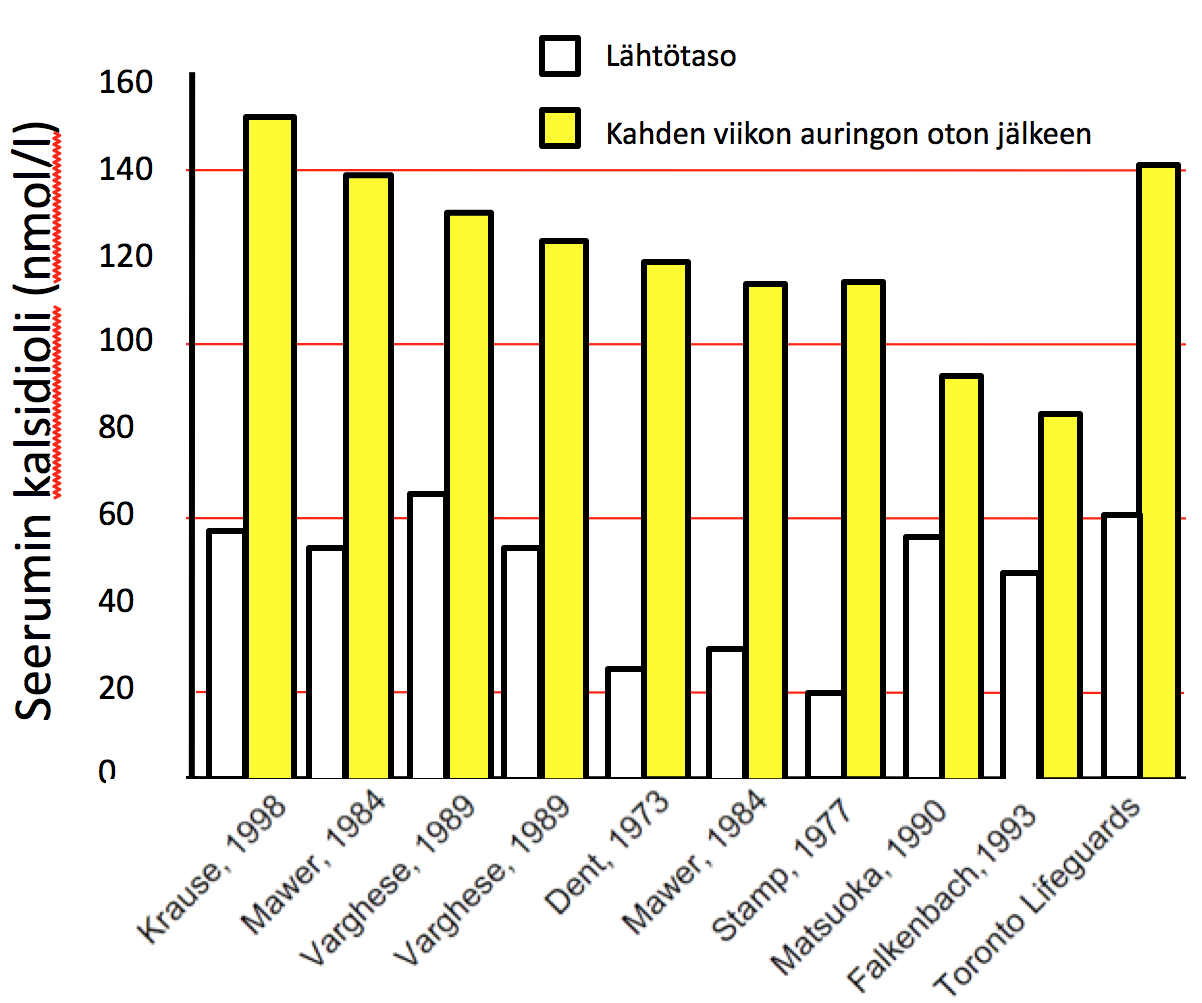 Lähtötaso
Kahden viikon auringon oton jälkeen
Seerumin kalsidioli (nmol/l)
160
140
120
100
80
60
40
20
0
Krause, 1998
Mawer, 1984
Varghese, 1989
Varghese, 1989
Dent, 1973
Mawer, 1984
Stamp, 1977
Matsuoka, 1990
Falkenbach, 1993
Toronto Lifeguards